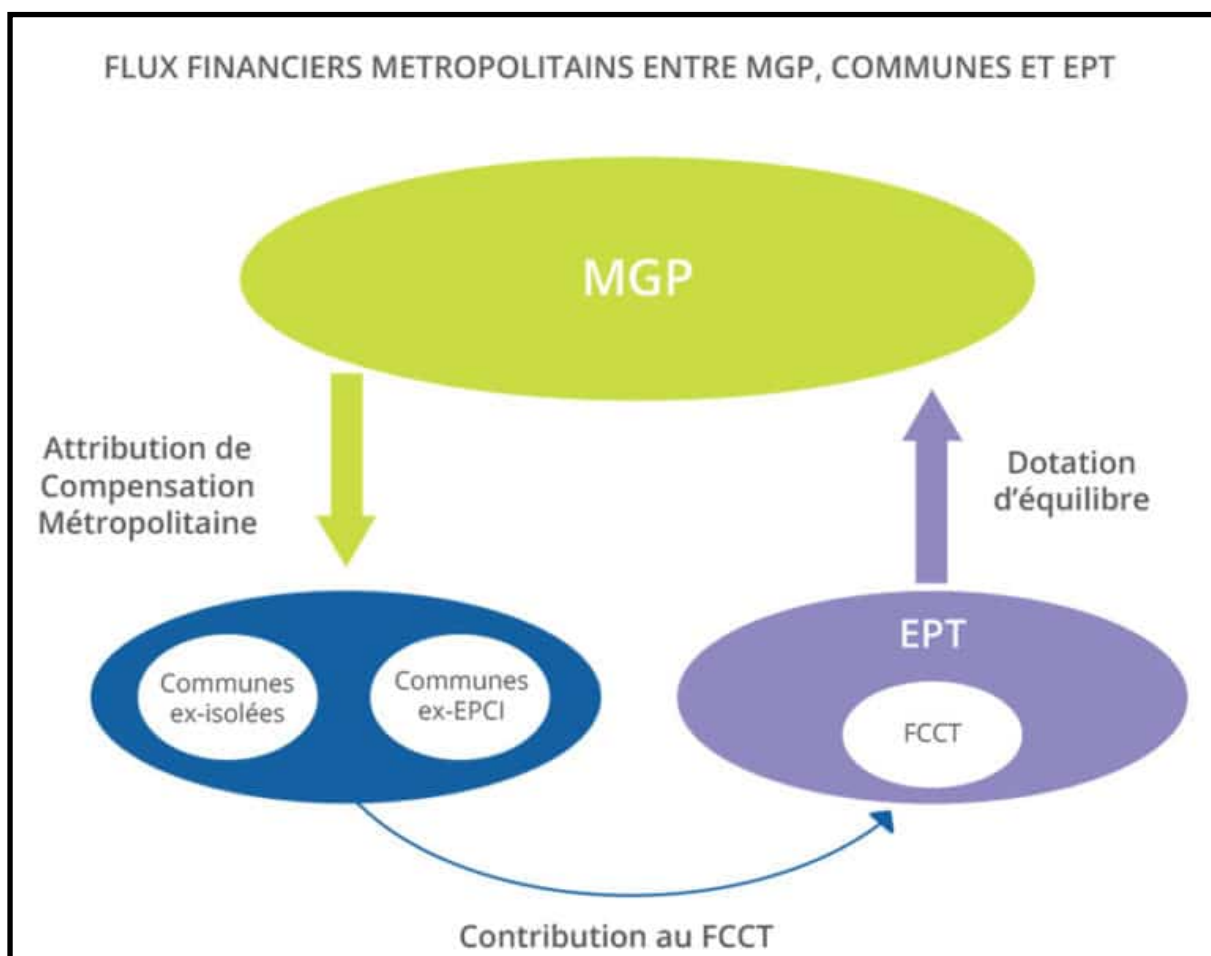 FLUX FINANCIERS METROPOLITAINS ENTRE MGP, COMMUNES ET EPT
MGP
Attribution de
Compensation
Métropolitaine
Dotation
d'équilibre
Communes
ex-isolées
Communes
ex-EPCI
EPT
FCCT
Contribution au FCCT